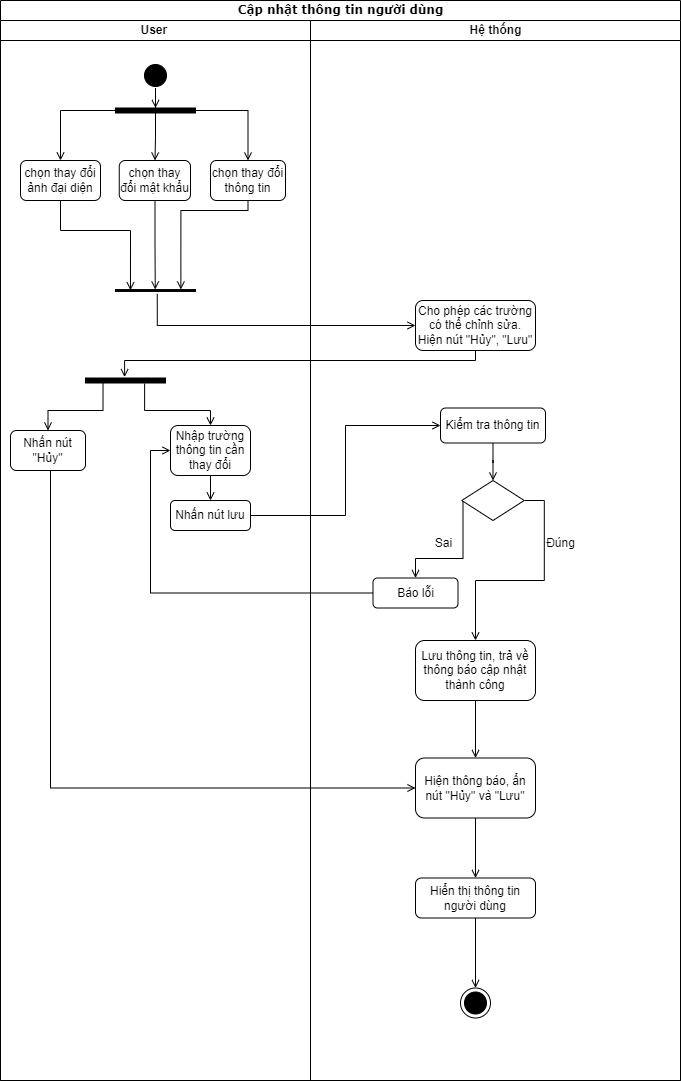 Cập nhật thông tin người dùng
User
Hệ thống
chọn thay đổi
ảnh đại diện
chọn thay
đổi mật khẩu
chọn thay đổi
thông tin
Cho phép các trường
có thể chỉnh sửa.
Hiện nút "Hủy", "Lưu"
Nhấn nút
"Hủy"
Nhập trường
thông tin cần
thay đổi
Kiểm tra thông tin
Nhấn nút lưu
Sai
Đúng
Báo lỗi
Lưu thông tin, trả về
thông báo cập nhật
thành công
Hiện thông báo, ẩn
nút "Hủy" và "Lưu"
Hiển thị thông tin
người dùng